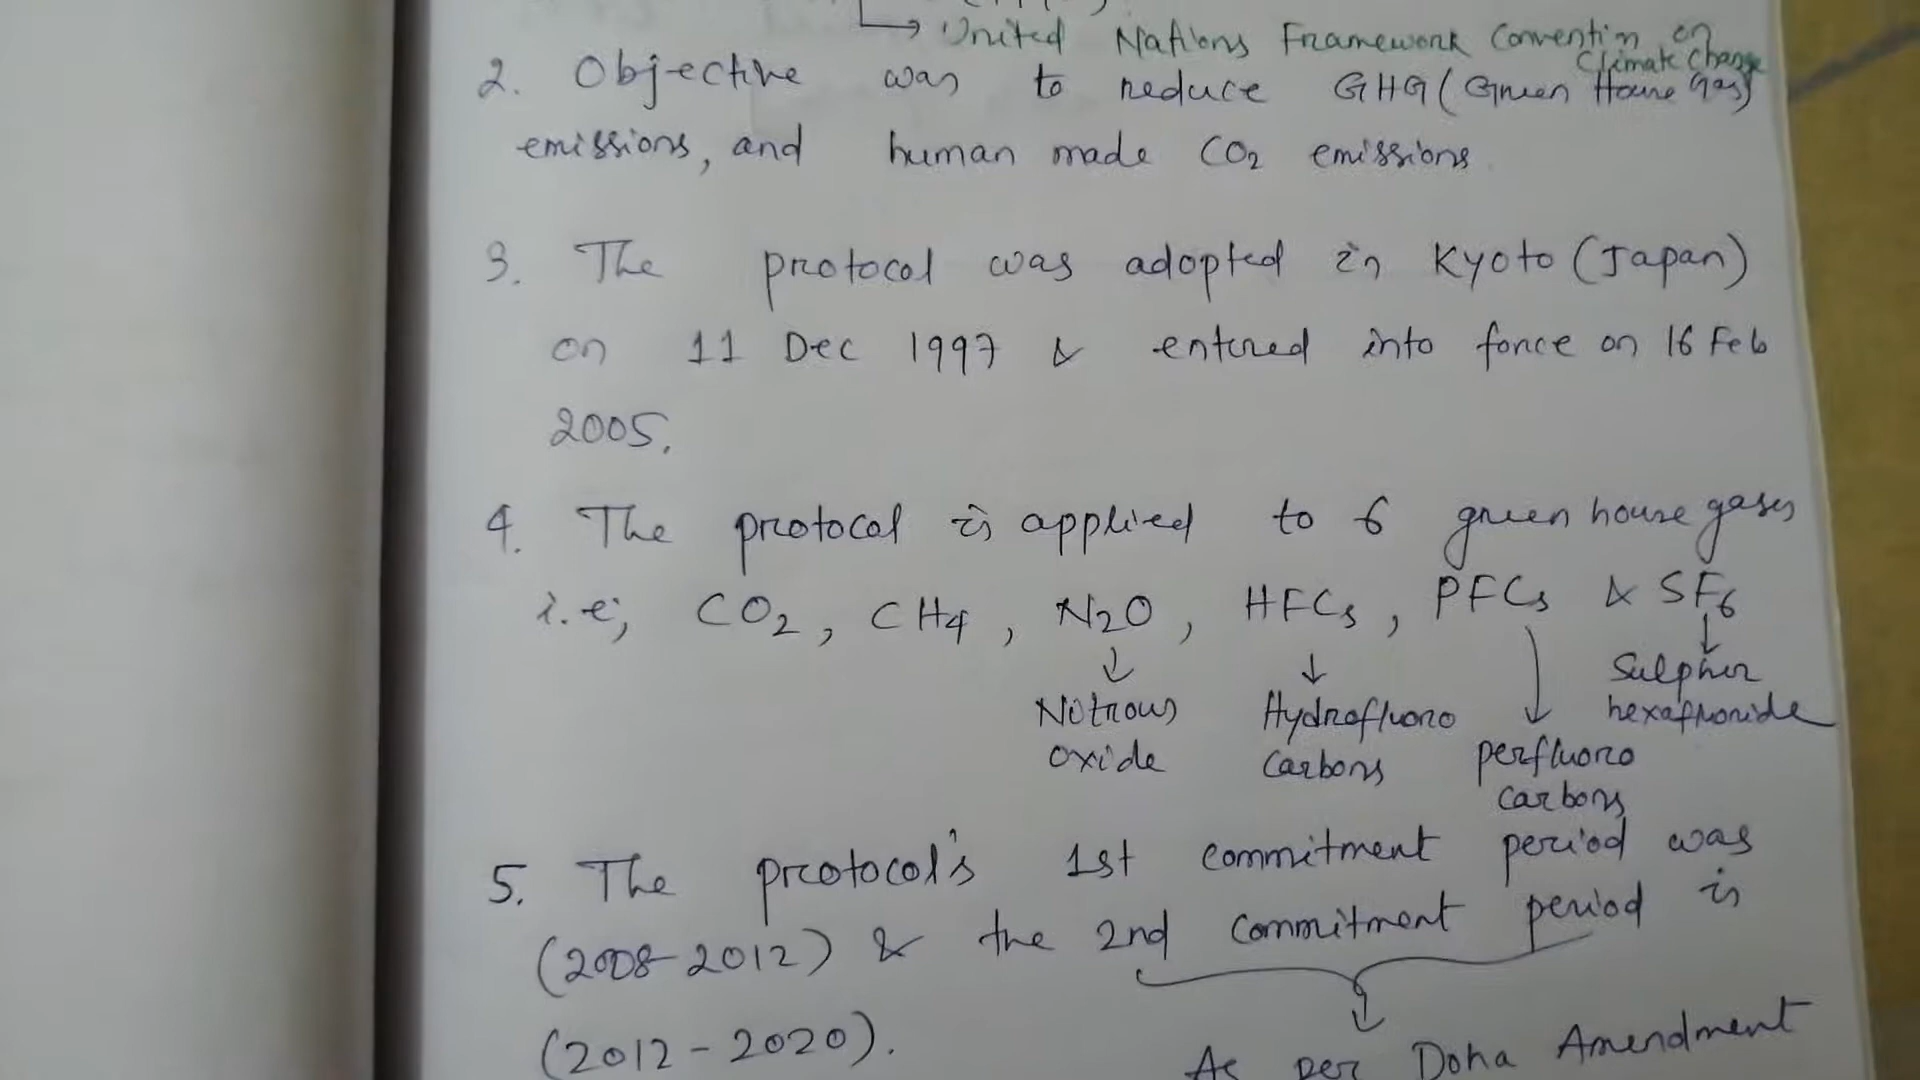 ↳ United Nations Framework Convention on
Climate Change
2. Objective was to reduce GHG (Green House Gas)
emissions, and human made CO2 emissions
3. The protocol was adopted in Kyoto (Japan)
on 11 Dec 1997 & entered into force on 16 Feb
2005.
4. The protocol is applied to 6 green house gases
i.e; CO2, CH4, N2O, HFCs, PFCs & SF6
Nitrous
oxide
Hydrofluoro
carbons
perfluoro
carbons
Sulphur
hexafluoride
5. The protocol's 1st commitment period was
(2008-2012) & the 2nd commitment period is
(2012-2020).
As per Doha Amendment